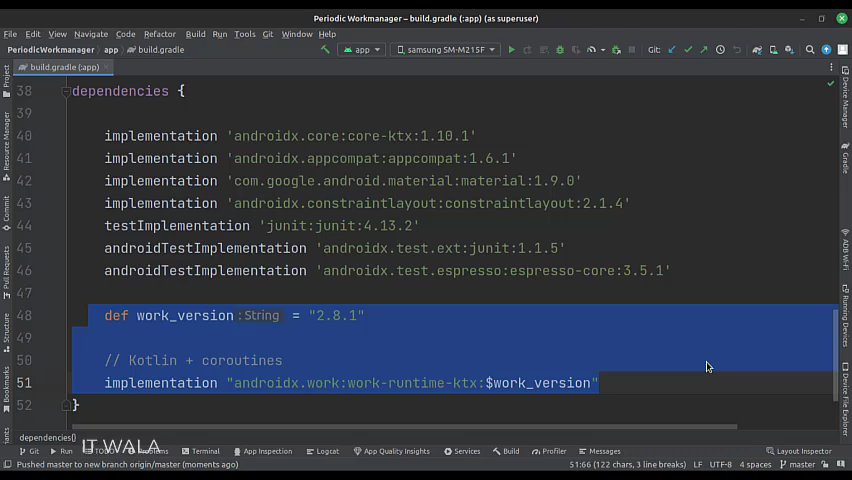 Periodic Workmanager – build.gradle (:app) (as superuser)
File Edit View Navigate Code Refactor Build Run Tools Git Window Help
PeriodicWorkmanager app build.gradle app samsung SM-M215F Git:
build.gradle (:app)
38 dependencies {
39
40 implementation 'androidx.core:core-ktx:1.10.1'
41 implementation 'androidx.appcompat:appcompat:1.6.1'
42 implementation 'com.google.android.material:material:1.9.0'
43 implementation 'androidx.constraintlayout:constraintlayout:2.1.4'
44 testImplementation 'junit:junit:4.13.2'
45 androidTestImplementation 'androidx.test.ext:junit:1.1.5'
46 androidTestImplementation 'androidx.test.espresso:espresso-core:3.5.1'
47
48 def work_version : String = "2.8.1"
49
50 // Kotlin + coroutines
51 implementation "androidx.work:work-runtime-ktx:$work_version"
52 }
Project
Resource Manager
Commit
Pull Requests
Structure
Bookmarks
Device Manager
Gradle
ADB Wi-Fi
Running Devices
Device File Explorer
dependencies{}
IT WALA
Git Run TODO Problems Terminal App Inspection Logcat App Quality Insights Services Build Profiler Messages Layout Inspector
Pushed master to new branch origin/master (moments ago) 51:66 (122 chars, 3 line breaks) LF UTF-8 4 spaces master